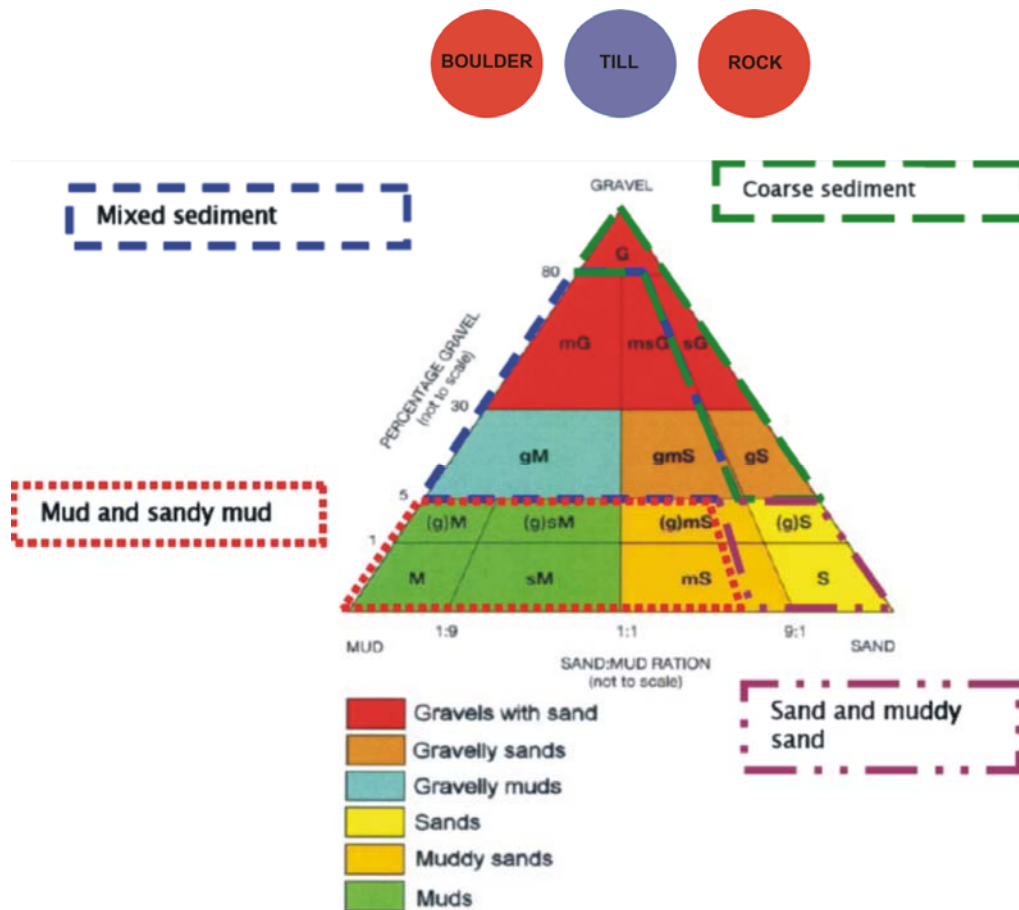 BOULDER
TILL
ROCK
Mixed sediment
Coarse sediment
GRAVEL
G
80
mG
msG
sG
PERCENTAGE GRAVEL
(not to scale)
30
gM
gmS
gS
5
Mud and sandy mud
(g)M
(g)sM
(g)mS
(g)S
1
M
sM
mS
S
1:9
1:1
9:1
MUD
SAND
SAND:MUD RATION
(not to scale)
Gravels with sand
Gravelly sands
Gravelly muds
Sands
Muddy sands
Muds
Sand and muddy
sand